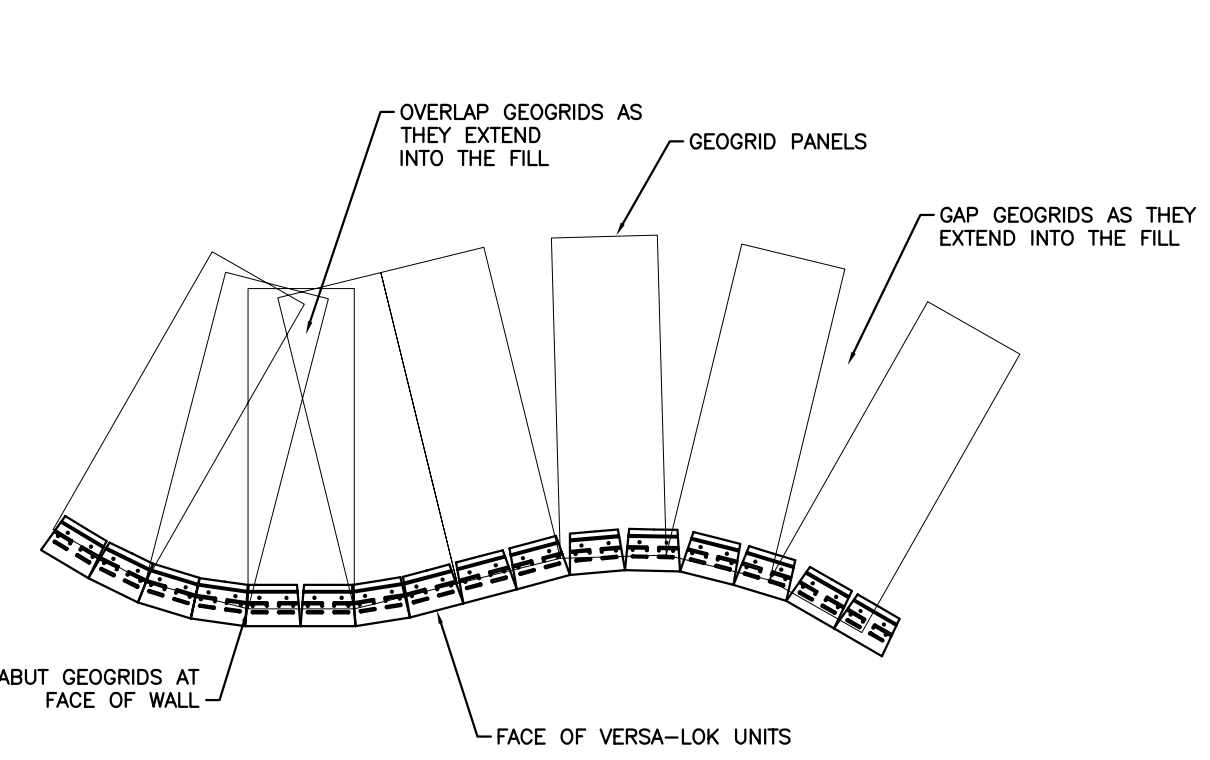 OVERLAP GEOGRIDS AS
THEY EXTEND
INTO THE FILL
GEOGRID PANELS
GAP GEOGRIDS AS THEY
EXTEND INTO THE FILL
ABUT GEOGRIDS AT
FACE OF WALL
FACE OF VERSA-LOK UNITS